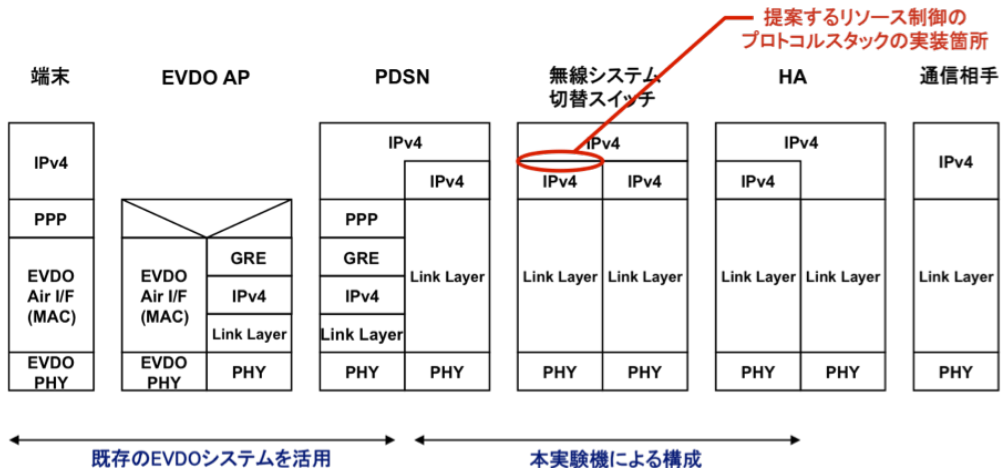 提案するリソース制御の
プロトコルスタックの実装箇所
端末
EVDO AP
PDSN
無線システム
切替スイッチ
HA
通信相手
IPv4
PPP
EVDO
Air I/F
(MAC)
EVDO
PHY
EVDO
Air I/F
(MAC)
EVDO
PHY
GRE
IPv4
Link Layer
PHY
IPv4
PPP
GRE
IPv4
Link Layer
PHY
IPv4
Link Layer
PHY
IPv4
IPv4
Link Layer
PHY
IPv4
Link Layer
PHY
IPv4
IPv4
Link Layer
PHY
Link Layer
PHY
IPv4
Link Layer
PHY
既存のEVDOシステムを活用
本実験機による構成